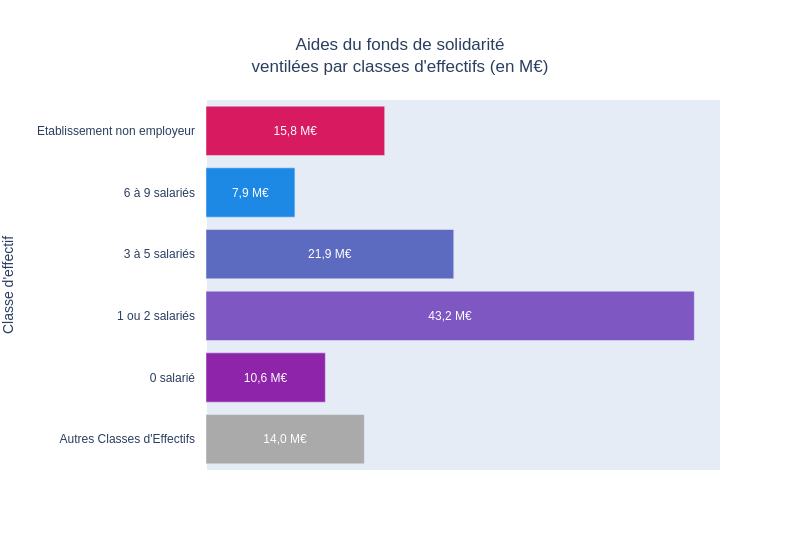 Aides du fonds de solidarité
ventilées par classes d'effectifs (en M€)
Classe d'effectif
Etablissement non employeur
15,8 M€
6 à 9 salariés
7,9 M€
3 à 5 salariés
21,9 M€
1 ou 2 salariés
43,2 M€
0 salarié
10,6 M€
Autres Classes d'Effectifs
14,0 M€